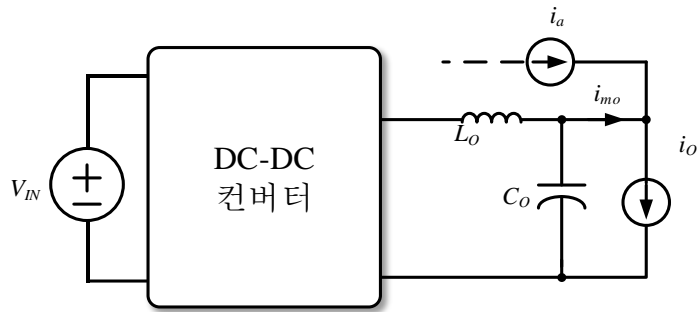 i_a
i_mo
L_O
i_O
DC-DC
컨버터
V_IN
C_O